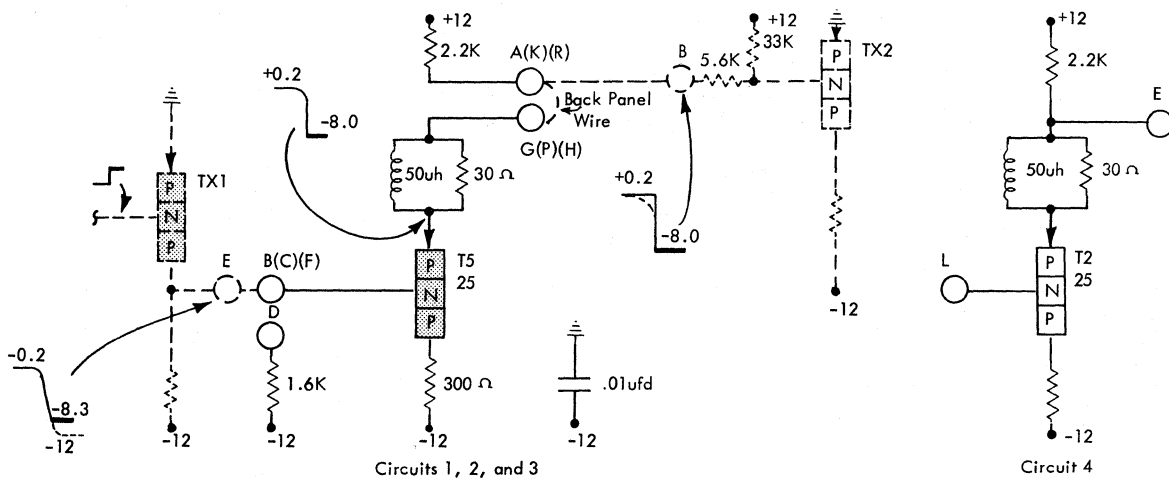 +12
2.2K
A(K)(R)
B
5.6K
+12
33K
TX2
P
N
P
+12
2.2K
E
+0.2
-8.0
Back Panel
Wire
G(P)(H)
50uh
30 Ω
50uh
30 Ω
TX1
P
N
P
+0.2
-8.0
E
B(C)(F)
D
P
N
P
T5
25
-12
L
P
N
P
T2
25
-0.2
-8.3
-12
-12
1.6K
-12
300 Ω
-12
.01ufd
-12
-12
Circuits 1, 2, and 3
Circuit 4